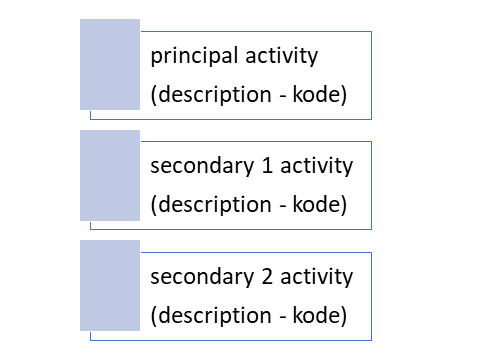 principal activity
(description - kode)
secondary 1 activity
(description - kode)
secondary 2 activity
(description - kode)